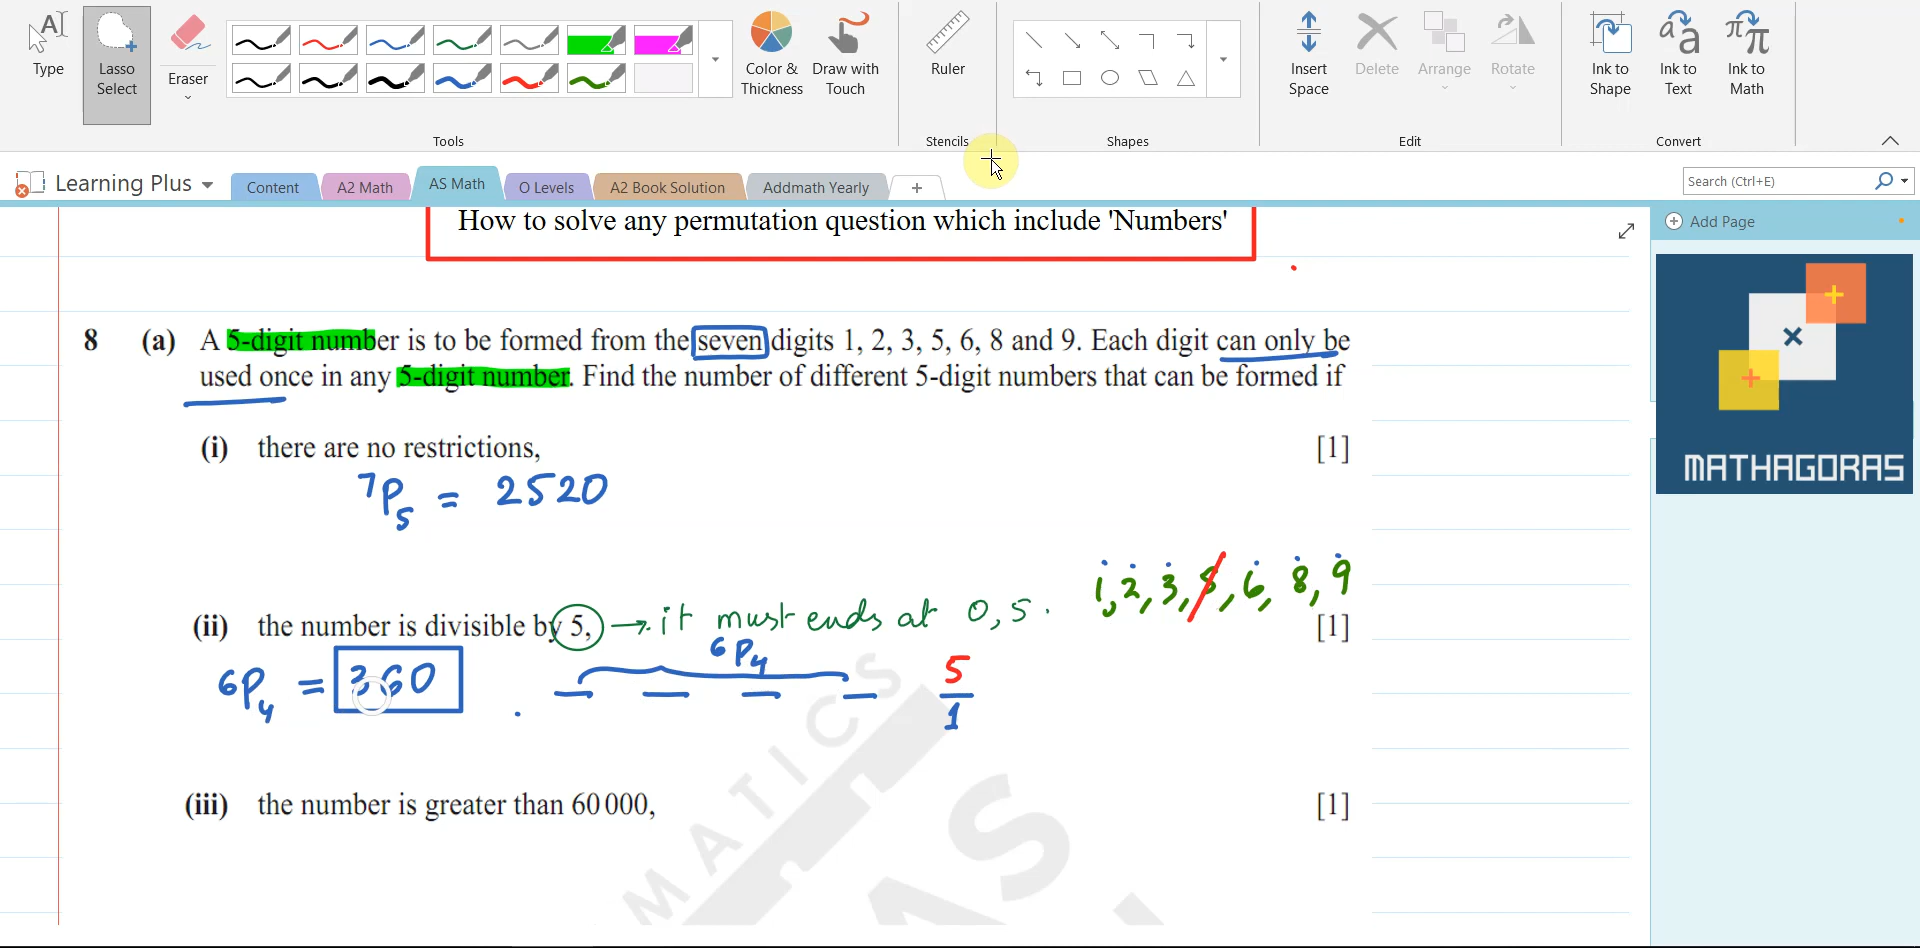 Type
Lasso Select
Eraser
Color & Thickness
Draw with Touch
Ruler
Insert Space
Delete
Arrange
Rotate
Ink to Shape
Ink to Text
Ink to Math
Tools
Stencils
Shapes
Edit
Convert
Learning Plus
Content
A2 Math
AS Math
O Levels
A2 Book Solution
Addmath Yearly
+
Search (Ctrl+E)
Add Page
How to solve any permutation question which include 'Numbers'
8 (a) A 5-digit number is to be formed from the seven digits 1, 2, 3, 5, 6, 8 and 9. Each digit can only be
used once in any 5-digit number. Find the number of different 5-digit numbers that can be formed if
(i) there are no restrictions, [1]
7P5 = 2520
1, 2, 3, 5, 6, 8, 9
(ii) the number is divisible by 5, → it must ends at 0, 5. [1]
6P4
6P4 = 360
5
1
(iii) the number is greater than 60 000, [1]
MATHAGORAS
MATICS
AS